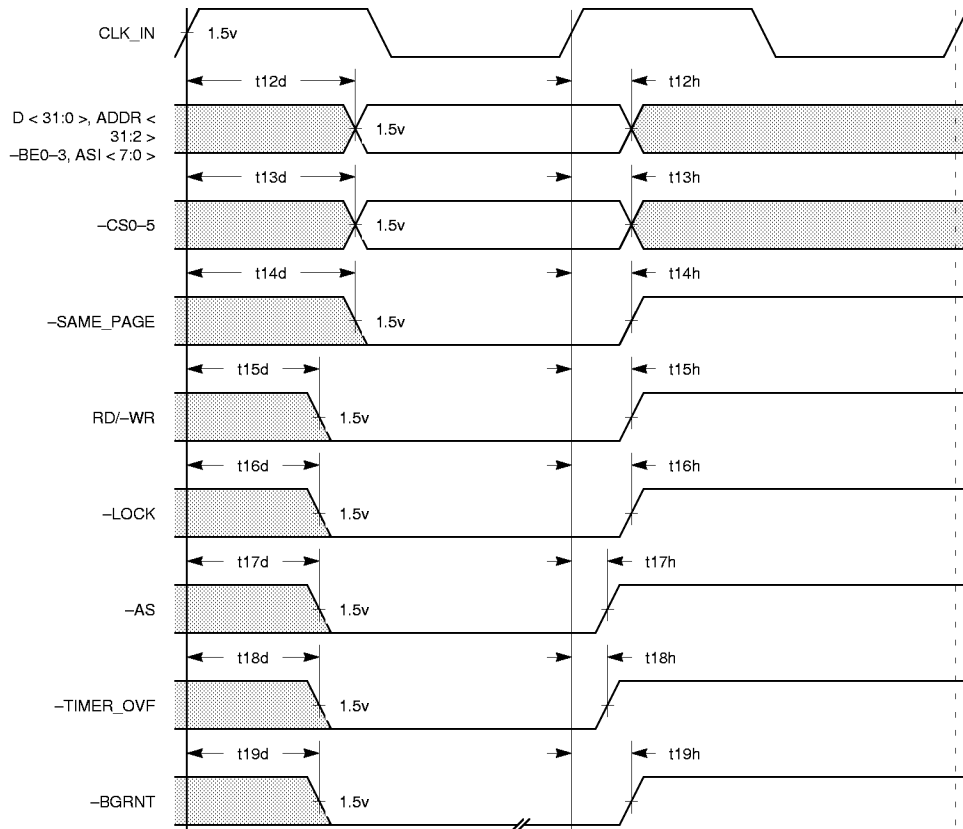 CLK_IN
1.5v
t12d
t12h
D < 31:0 >, ADDR <
31:2 >
–BE0–3, ASI < 7:0 >
1.5v
t13d
t13h
–CS0–5
1.5v
t14d
t14h
–SAME_PAGE
1.5v
t15d
t15h
RD/–WR
1.5v
t16d
t16h
–LOCK
1.5v
t17d
t17h
–AS
1.5v
t18d
t18h
–TIMER_OVF
1.5v
t19d
t19h
–BGRNT
1.5v